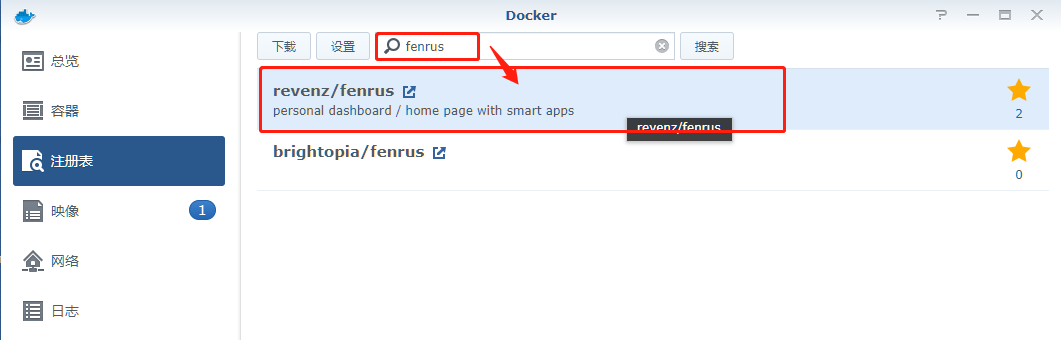 Docker
总览
容器
注册表
映像
1
网络
日志
下载
设置
fenrus
搜索
revenz/fenrus
personal dashboard / home page with smart apps
2
revenz/fenrus
brightopia/fenrus
0